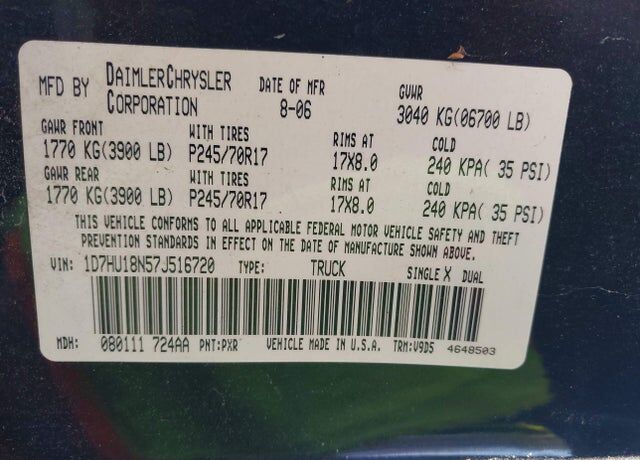 MFD BY DAIMLERCHRYSLER CORPORATION DATE OF MFR 8-06 GVWR 3040 KG(06700 LB)
GAWR FRONT WITH TIRES RIMS AT COLD
1770 KG(3900 LB) P245/70R17 17X8.0 240 KPA( 35 PSI)
GAWR REAR WITH TIRES RIMS AT COLD
1770 KG(3900 LB) P245/70R17 17X8.0 240 KPA( 35 PSI)
THIS VEHICLE CONFORMS TO ALL APPLICABLE FEDERAL MOTOR VEHICLE SAFETY AND THEFT
PREVENTION STANDARDS IN EFFECT ON THE DATE OF MANUFACTURE SHOWN ABOVE.
VIN: 1D7HU18N57J516720 TYPE: TRUCK SINGLE X DUAL
MDH: 080111 724AA PNT:PXR VEHICLE MADE IN U.S.A. TRM:V9D5 4648503